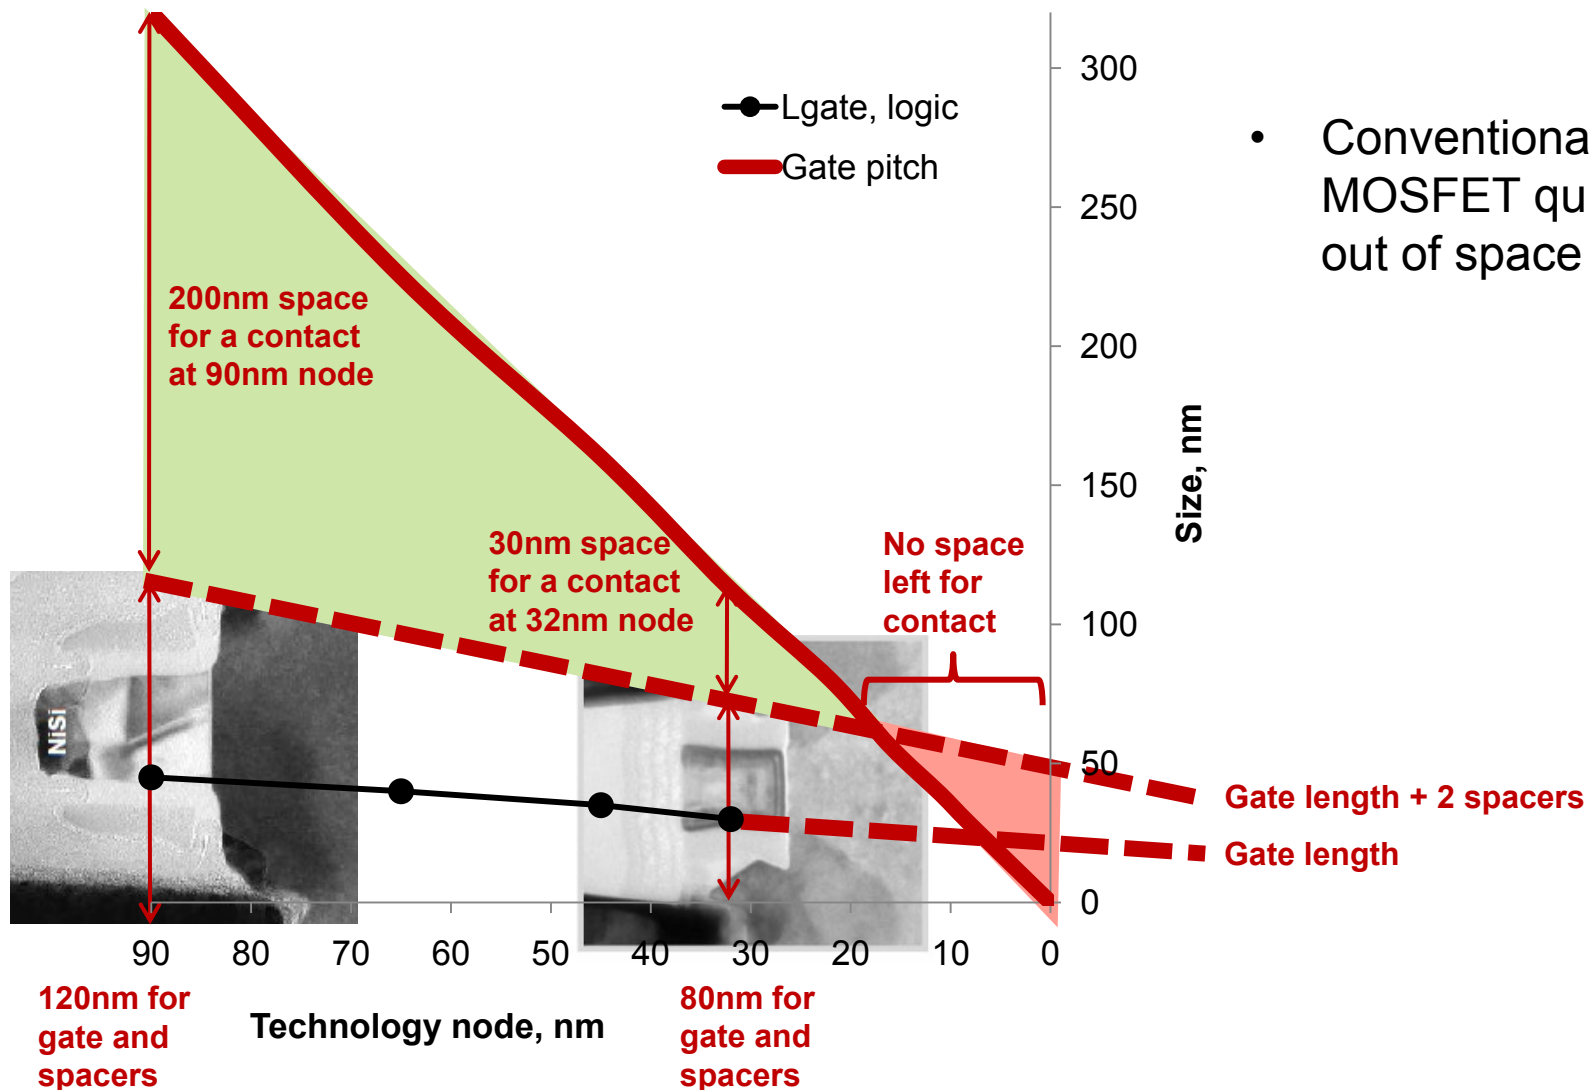 300
Lgate, logic
Gate pitch
• Conventiona
MOSFET qu
out of space
250
200nm space
for a contact
at 90nm node
200
150
Size, nm
30nm space
for a contact
at 32nm node
No space
left for
contact
100
NiSi
50
Gate length + 2 spacers
Gate length
0
90 80 70 60 50 40 30 20 10 0
120nm for
gate and
spacers
Technology node, nm
80nm for
gate and
spacers